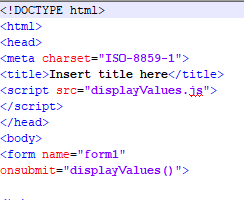 <!DOCTYPE html>
<html>
<head>
<meta charset="ISO-8859-1">
<title>Insert title here</title>
<script src="displayValues.js">
</script>
</head>
<body>
<form name="form1"
onsubmit="displayValues()">